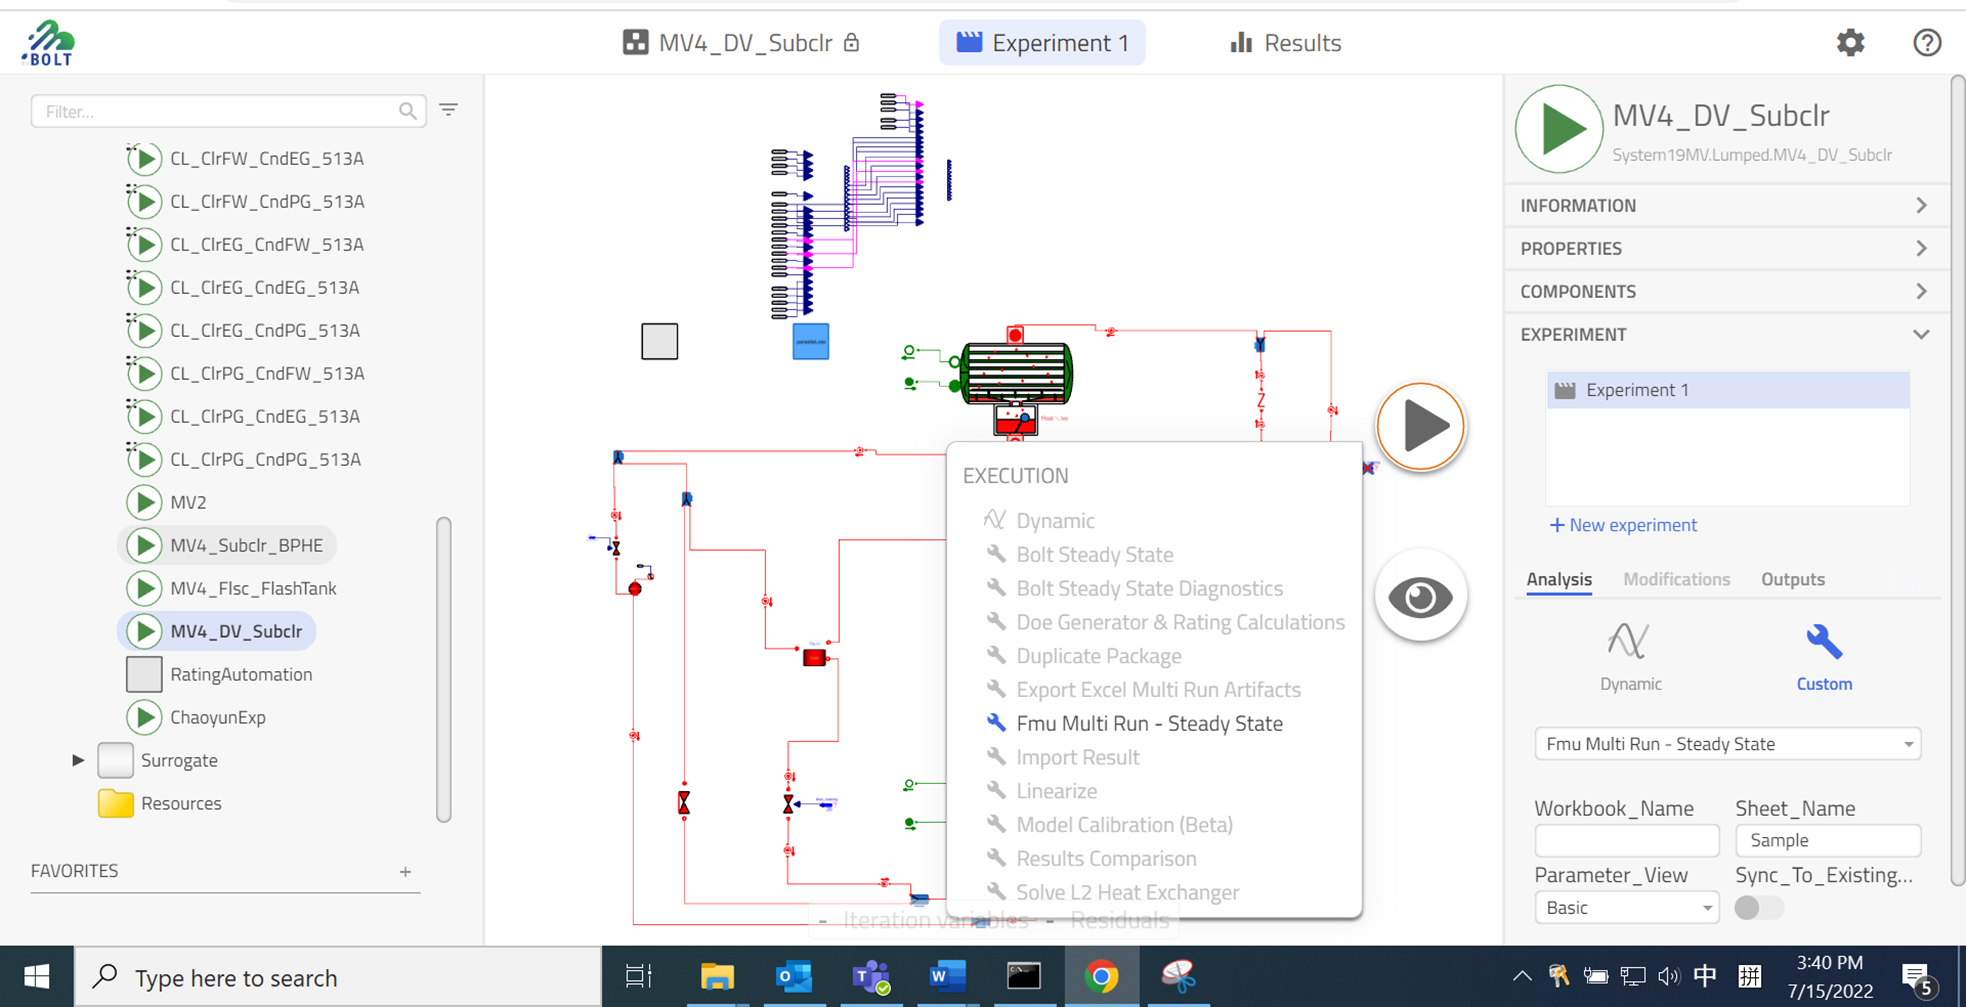 BOLT
MV4_DV_Subclr
Experiment 1
Results
Filter...
CL_ClrFW_CndEG_513A
CL_ClrFW_CndPG_513A
CL_ClrEG_CndFW_513A
CL_ClrEG_CndEG_513A
CL_ClrEG_CndPG_513A
CL_ClrPG_CndFW_513A
CL_ClrPG_CndEG_513A
CL_ClrPG_CndPG_513A
MV2
MV4_Subclr_BPHE
MV4_Flsc_FlashTank
MV4_DV_Subclr
RatingAutomation
ChaoyunExp
Surrogate
Resources
FAVORITES
+
EXECUTION
Dynamic
Bolt Steady State
Bolt Steady State Diagnostics
Doe Generator & Rating Calculations
Duplicate Package
Export Excel Multi Run Artifacts
Fmu Multi Run - Steady State
Import Result
Linearize
Model Calibration (Beta)
Results Comparison
Solve L2 Heat Exchanger
- Iteration variables - Residuals
MV4_DV_Subclr
System19MV.Lumped.MV4_DV_Subclr
INFORMATION
PROPERTIES
COMPONENTS
EXPERIMENT
Experiment 1
+ New experiment
Analysis Modifications Outputs
Dynamic Custom
Fmu Multi Run - Steady State
Workbook_Name Sheet_Name
Sample
Parameter_View Sync_To_Existing...
Basic
Type here to search
中 拼
3:40 PM
7/15/2022
5